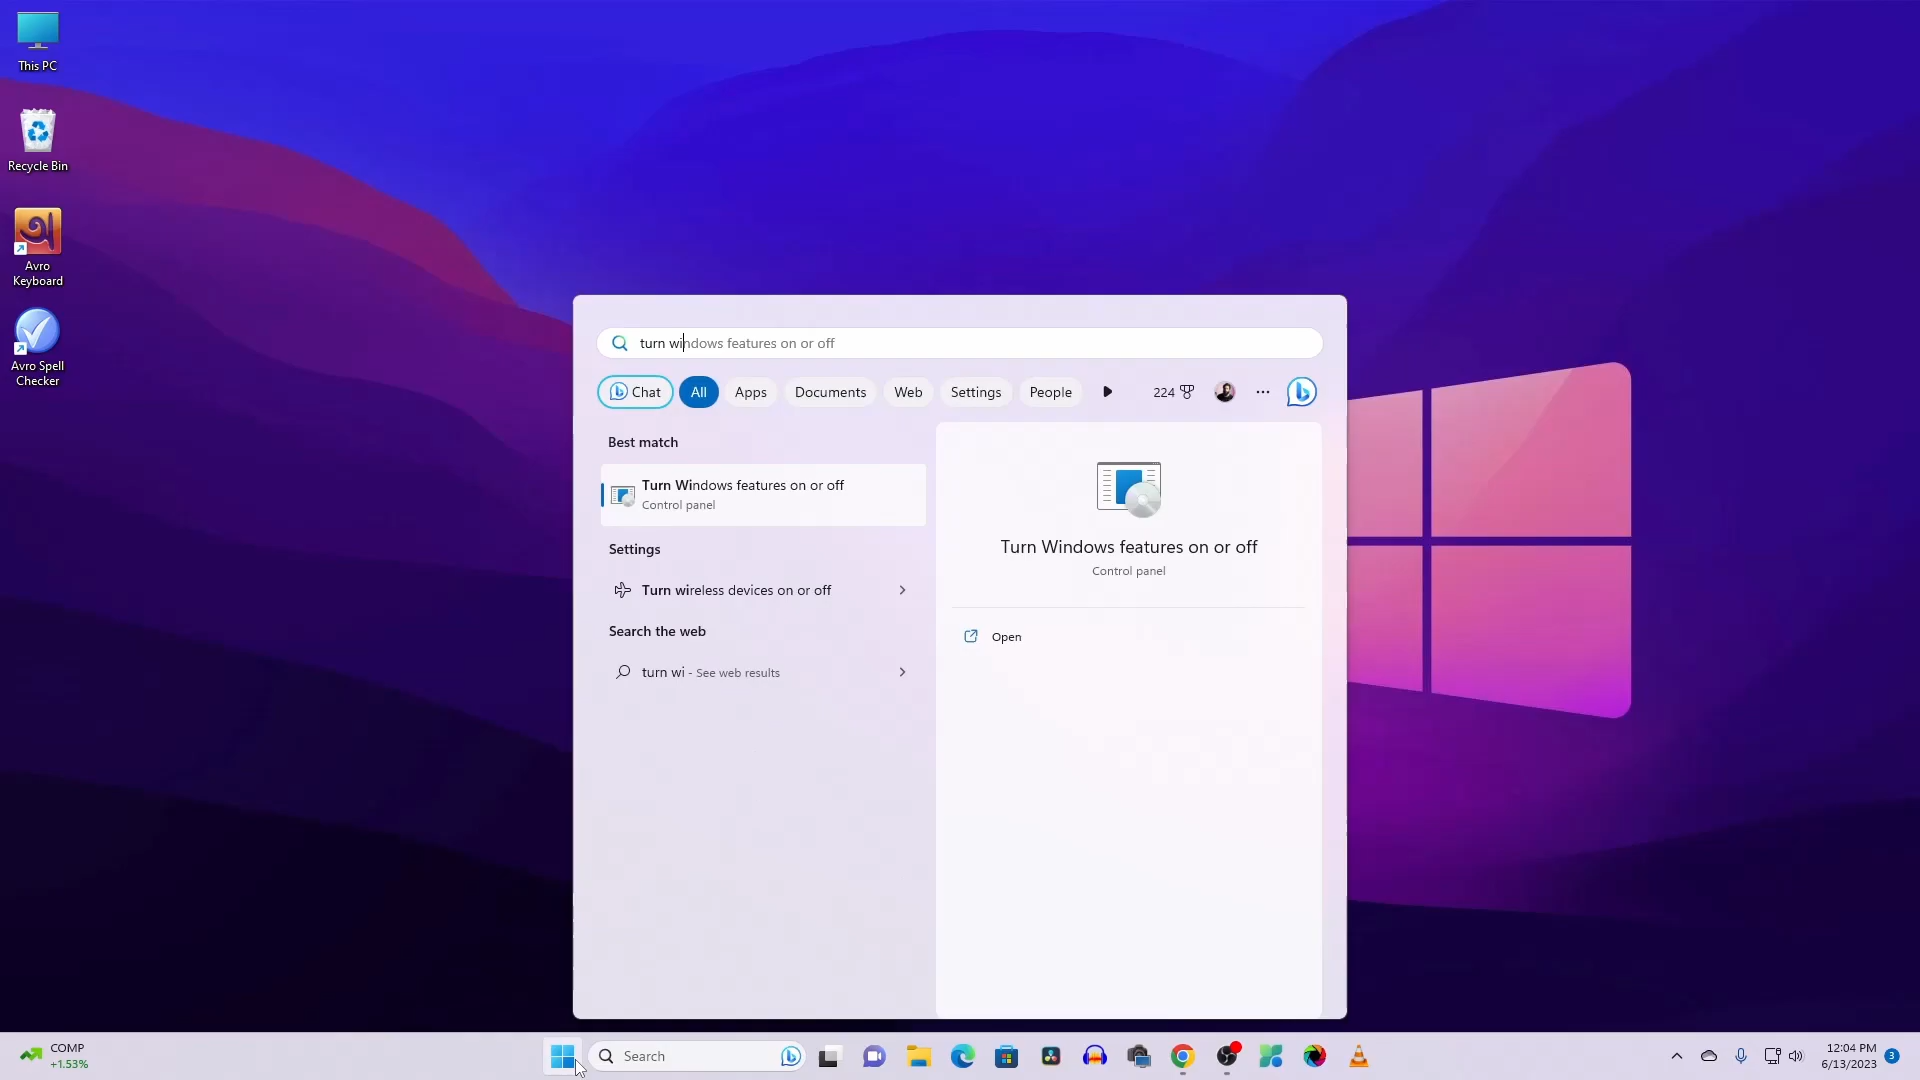 This PC
Recycle Bin
Avro
Keyboard
Avro Spell
Checker
turn windows features on or off
Chat
All
Apps
Documents
Web
Settings
People
224
Best match
Turn Windows features on or off
Control panel
Settings
Turn wireless devices on or off
Search the web
turn wi - See web results
Turn Windows features on or off
Control panel
Open
COMP
+1.53%
Search
12:04 PM
6/13/2023
3